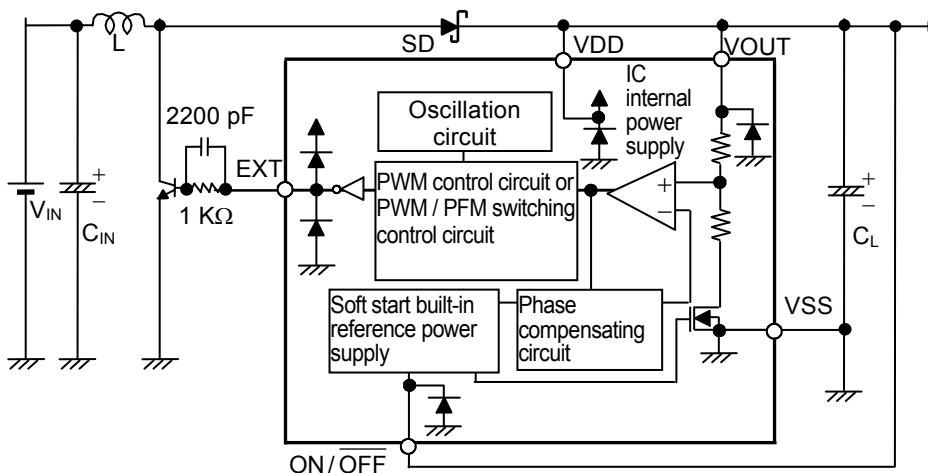 L
SD
VDD
VOUT
IC
internal
power
supply
2200 pF
Oscillation
circuit
EXT
+
−
VIN
+
−
CIN
1 KΩ
PWM control circuit or
PWM / PFM switching
control circuit
+
−
+
−
CL
Soft start built-in
reference power
supply
Phase
compensating
circuit
VSS
ON / OFF